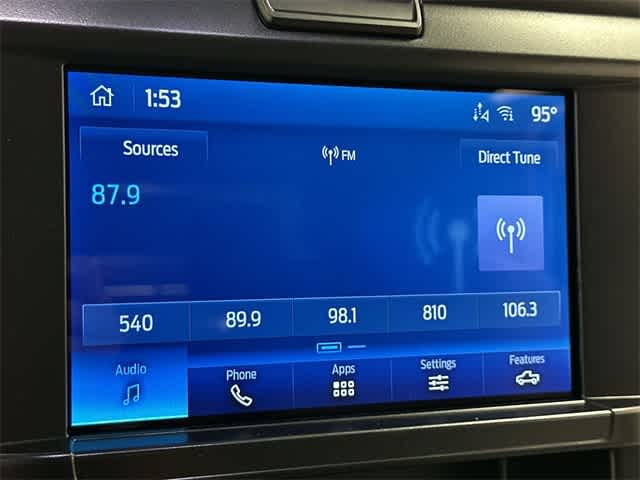 1:53 95°
Sources FM Direct Tune
87.9
540 89.9 98.1 810 106.3
Audio Phone Apps Settings Features